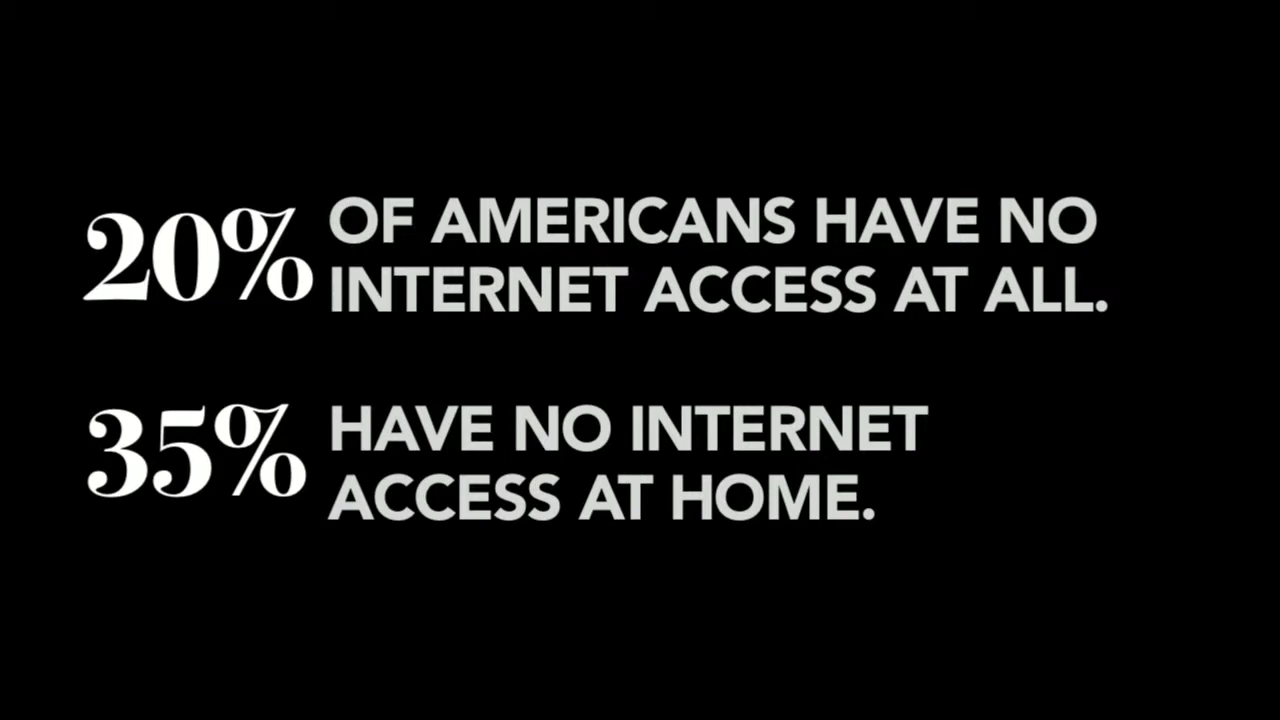 20% OF AMERICANS HAVE NO
INTERNET ACCESS AT ALL.
35% HAVE NO INTERNET
ACCESS AT HOME.